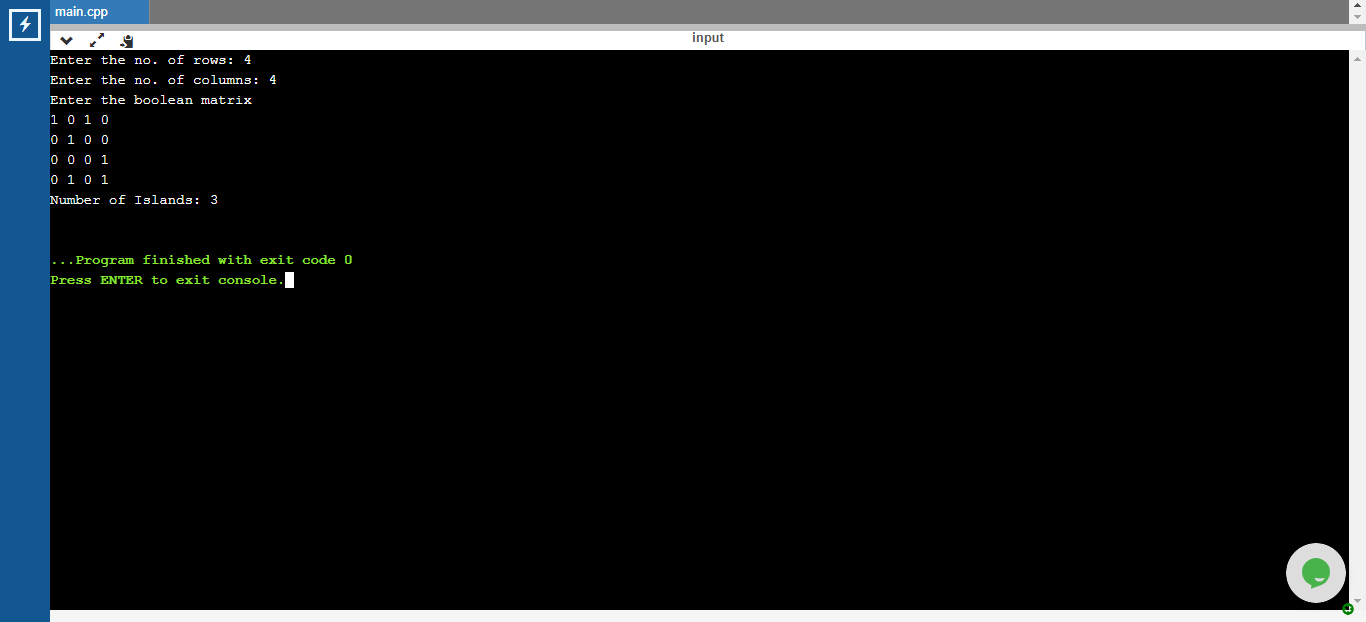 main.cpp
input
Enter the no. of rows: 4
Enter the no. of columns: 4
Enter the boolean matrix
1 0 1 0
0 1 0 0
0 0 0 1
0 1 0 1
Number of Islands: 3
...Program finished with exit code 0
Press ENTER to exit console.